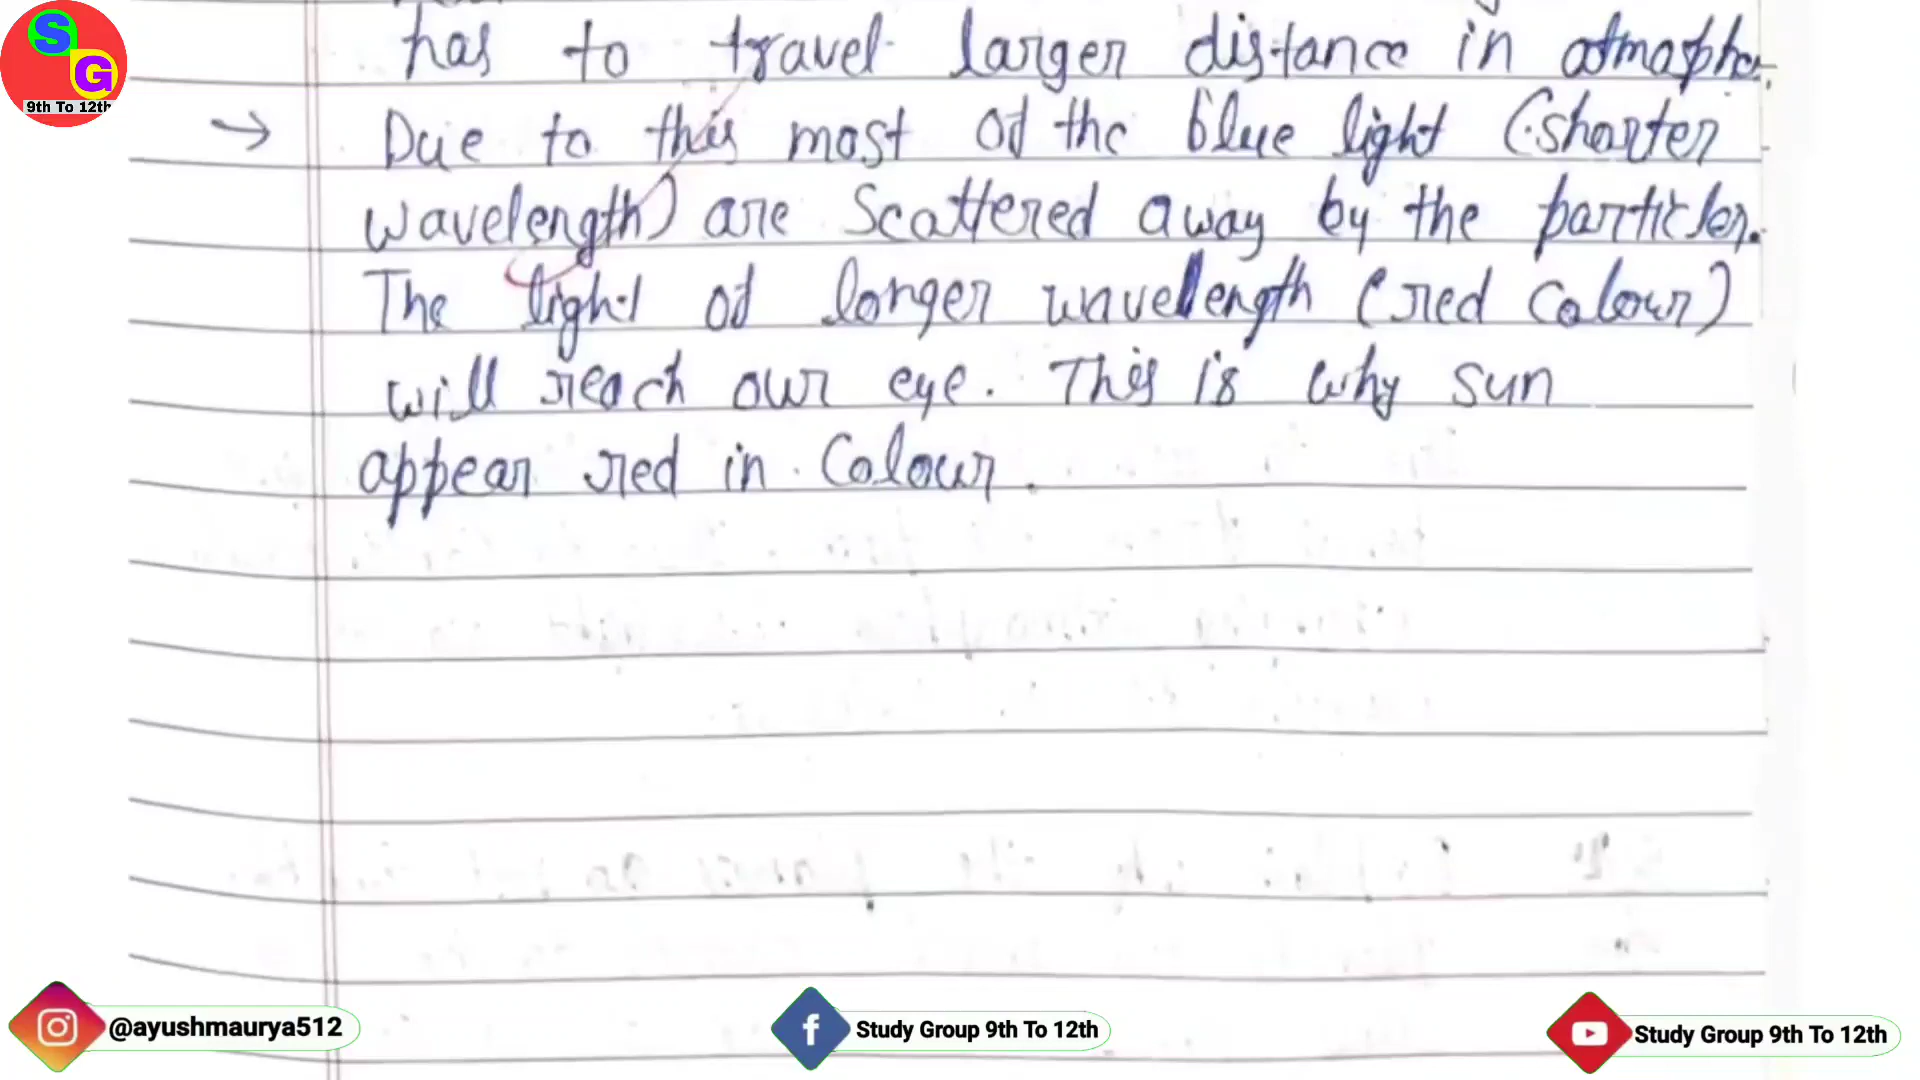 has to travel larger distance in atmosphe.
→ Due to this most of the blue light (shorter
wavelength) are scattered away by the particles.
The light of longer wavelength (red colour)
will reach our eye. This is why sun
appear red in colour.
SG
9th To 12th
@ayushmaurya512
Study Group 9th To 12th
Study Group 9th To 12th